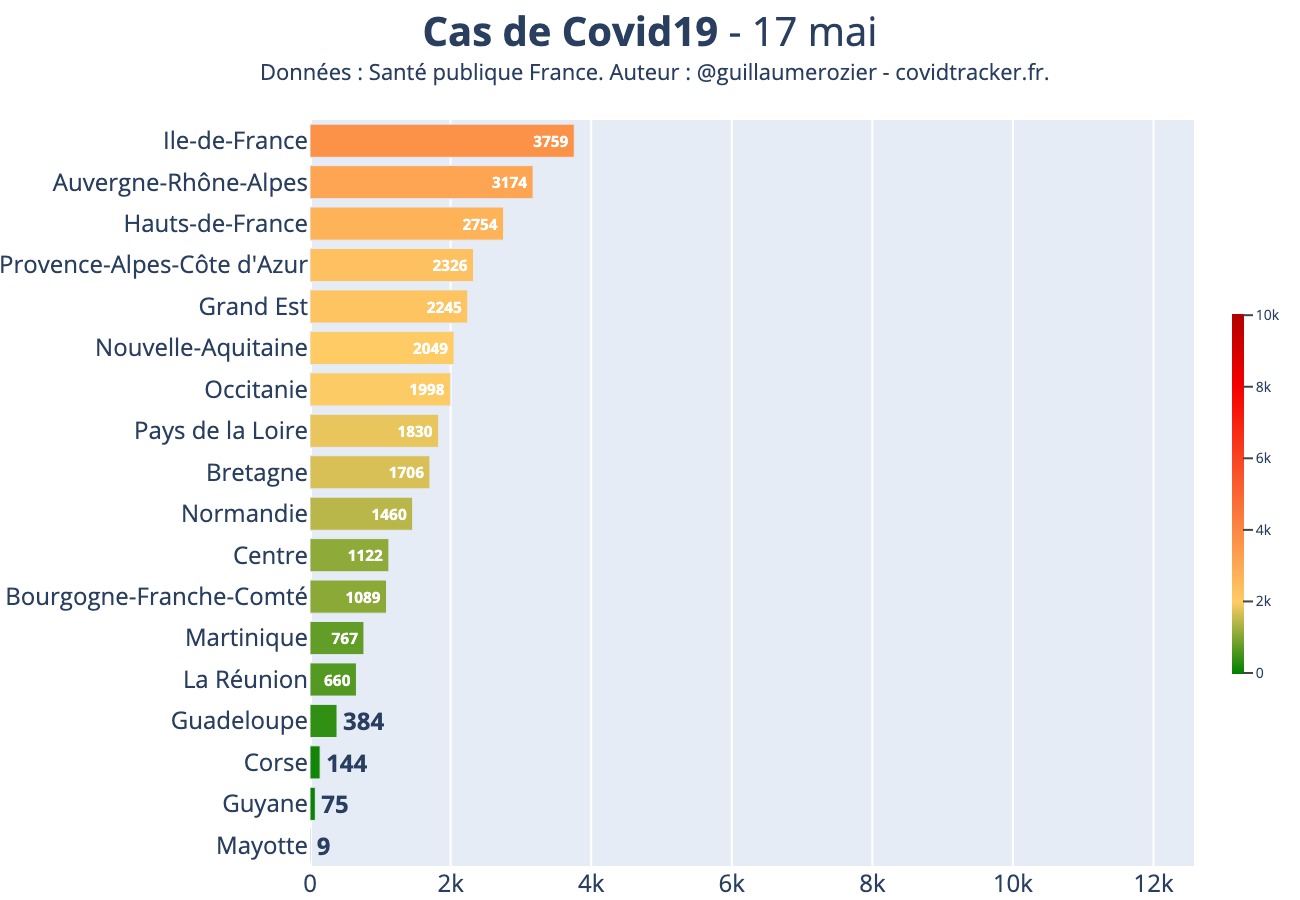 Cas de Covid19 - 17 mai
Données : Santé publique France. Auteur : @guillaumerozier - covidtracker.fr.
Ile-de-France 3759
Auvergne-Rhône-Alpes 3174
Hauts-de-France 2754
Provence-Alpes-Côte d'Azur 2326
Grand Est 2245
Nouvelle-Aquitaine 2049
Occitanie 1998
Pays de la Loire 1830
Bretagne 1706
Normandie 1460
Centre 1122
Bourgogne-Franche-Comté 1089
Martinique 767
La Réunion 660
Guadeloupe 384
Corse 144
Guyane 75
Mayotte 9
0 2k 4k 6k 8k 10k 12k
10k
8k
6k
4k
2k
0